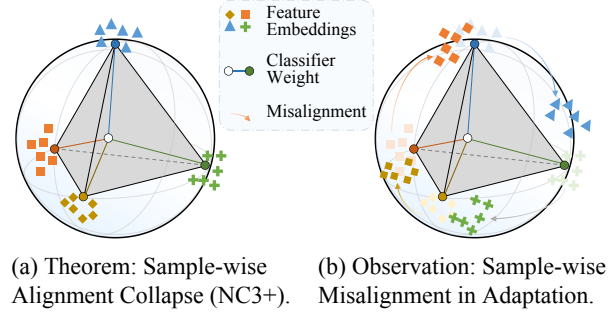 Feature
Embeddings
Classifier
Weight
Misalignment
(a) Theorem: Sample-wise
Alignment Collapse (NC3+).
(b) Observation: Sample-wise
Misalignment in Adaptation.